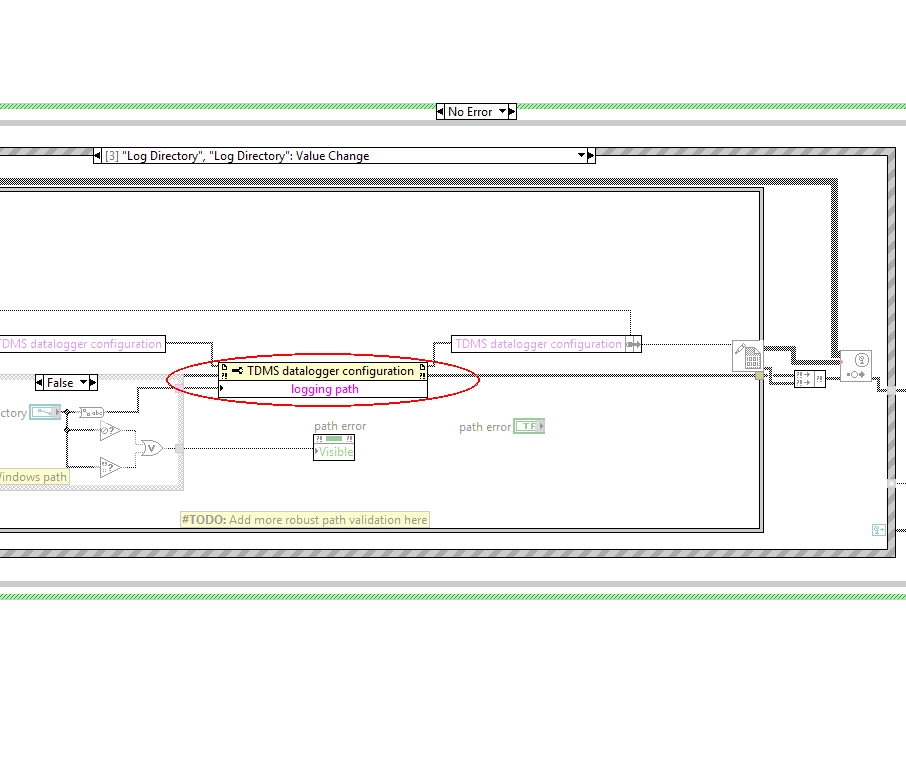 No Error
[3] "Log Directory", "Log Directory": Value Change
TDMS datalogger configuration
TDMS datalogger configuration
TDMS datalogger configuration
logging path
False
ctory
path error
Visible
path error
TF
Windows path
#TODO: Add more robust path validation here